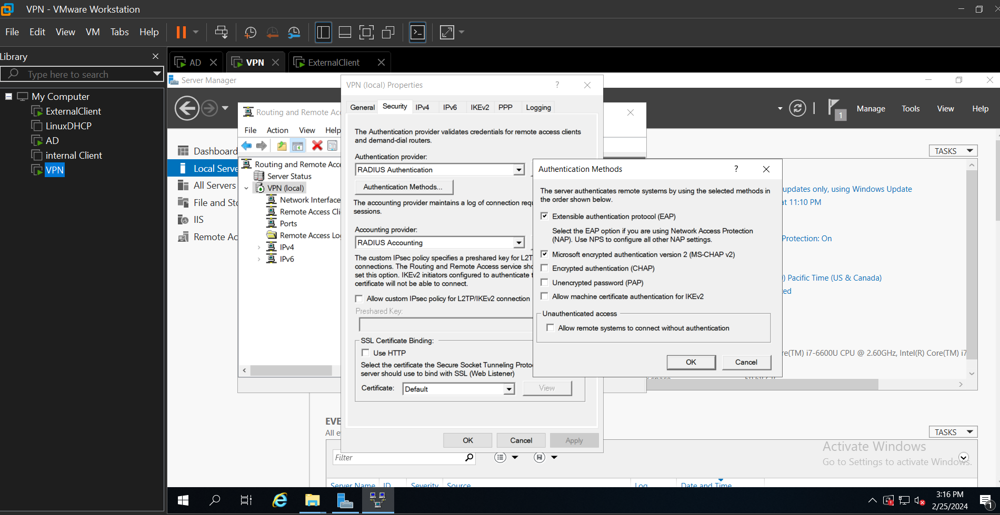 VPN - VMware Workstation
File Edit View VM Tabs Help
Library
Type here to search
My Computer
ExternalClient
LinuxDHCP
AD
internal Client
VPN
AD
VPN
ExternalClient
Server Manager
1
Manage Tools View Help
Dashboard
Local Serve
All Servers
File and Sto
IIS
Remote Ac
Routing and Remote Acc
File Action View Help
Routing and Remote Acce
Server Status
VPN (local)
Network Interface
Remote Access Cli
Ports
Remote Access Lo
IPv4
IPv6
VPN (local) Properties
?
General Security IPv4 IPv6 IKEv2 PPP Logging
The Authentication provider validates credentials for remote access clients
and demand-dial routers.
Authentication provider:
RADIUS Authentication
Authentication Methods...
The accounting provider maintains a log of connection requ
sessions.
Accounting provider:
RADIUS Accounting
The custom IPsec policy specifies a preshared key for L2T
connections. The Routing and Remote Access service sho
set this option. IKEv2 initiators configured to authenticate t
certificate will not be able to connect.
Allow custom IPsec policy for L2TP/IKEv2 connection
Preshared Key:
SSL Certificate Binding:
Use HTTP
Select the certificate the Secure Socket Tunneling Proto
server should use to bind with SSL (Web Listener)
Certificate: Default View
OK Cancel Apply
Authentication Methods
?
The server authenticates remote systems by using the selected methods in
the order shown below.
Extensible authentication protocol (EAP)
Select the EAP option if you are using Network Access Protection
(NAP). Use NPS to configure all other NAP settings.
Microsoft encrypted authentication version 2 (MS-CHAP v2)
Encrypted authentication (CHAP)
Unencrypted password (PAP)
Allow machine certificate authentication for IKEv2
Unauthenticated access
Allow remote systems to connect without authentication
OK Cancel
TASKS
updates only, using Windows Update
at 11:10 PM
Protection: On
) Pacific Time (US & Canada)
ed
re(TM) i7-6600U CPU @ 2.60GHz, Intel(R) Core(TM) i7
EVE
All e
TASKS
Filter
Server Name ID Severity Source Log Date and Time
Activate Windows
Go to Settings to activate Windows.
3:16 PM
2/25/2024
1